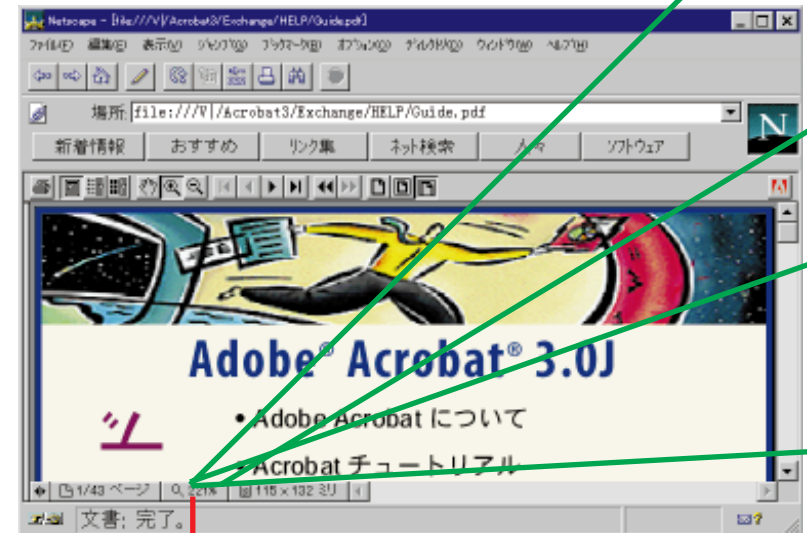 Netscape - [file:///V|/Acrobat3/Exchange/HELP/Guide.pdf]
ファイル(F) 編集(E) 表示(V) ジャンプ(G) ブックマーク(B) オプション(O) ディレクトリ(D) ウィンドウ(W) ヘルプ(H)
場所: file:///V|/Acrobat3/Exchange/HELP/Guide.pdf
N
新着情報 おすすめ リンク集 ネット検索 人々 ソフトウェア
Adobe® Acrobat® 3.0J
• Adobe Acrobat について
• Acrobat チュートリアル
1/43 ページ 221% 115 x 132 ミリ
文書: 完了。